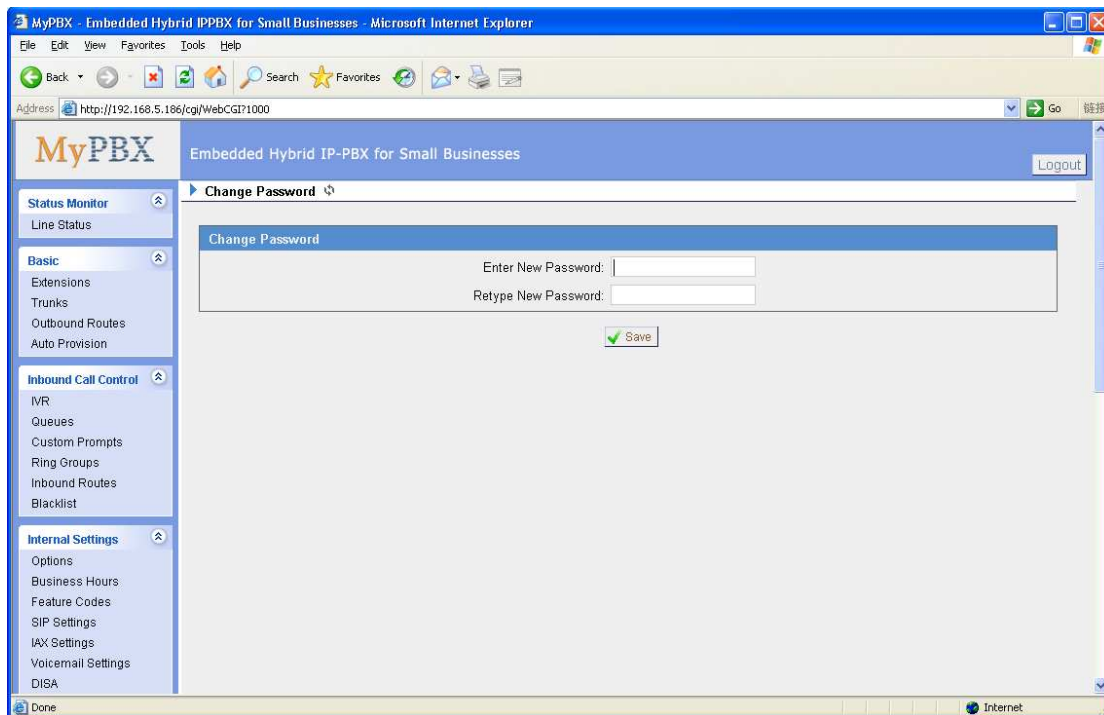 MyPBX - Embedded Hybrid IPPBX for Small Businesses - Microsoft Internet Explorer
File Edit View Favorites Tools Help
Back Search Favorites
Address http://192.168.5.186/cgi/WebCGI?1000 Go 链接
MyPBX
Embedded Hybrid IP-PBX for Small Businesses
Logout
Change Password
Status Monitor
Line Status
Basic
Extensions
Trunks
Outbound Routes
Auto Provision
Inbound Call Control
IVR
Queues
Custom Prompts
Ring Groups
Inbound Routes
Blacklist
Internal Settings
Options
Business Hours
Feature Codes
SIP Settings
IAX Settings
Voicemail Settings
DISA
Change Password
Enter New Password:
Retype New Password:
Save
Done Internet